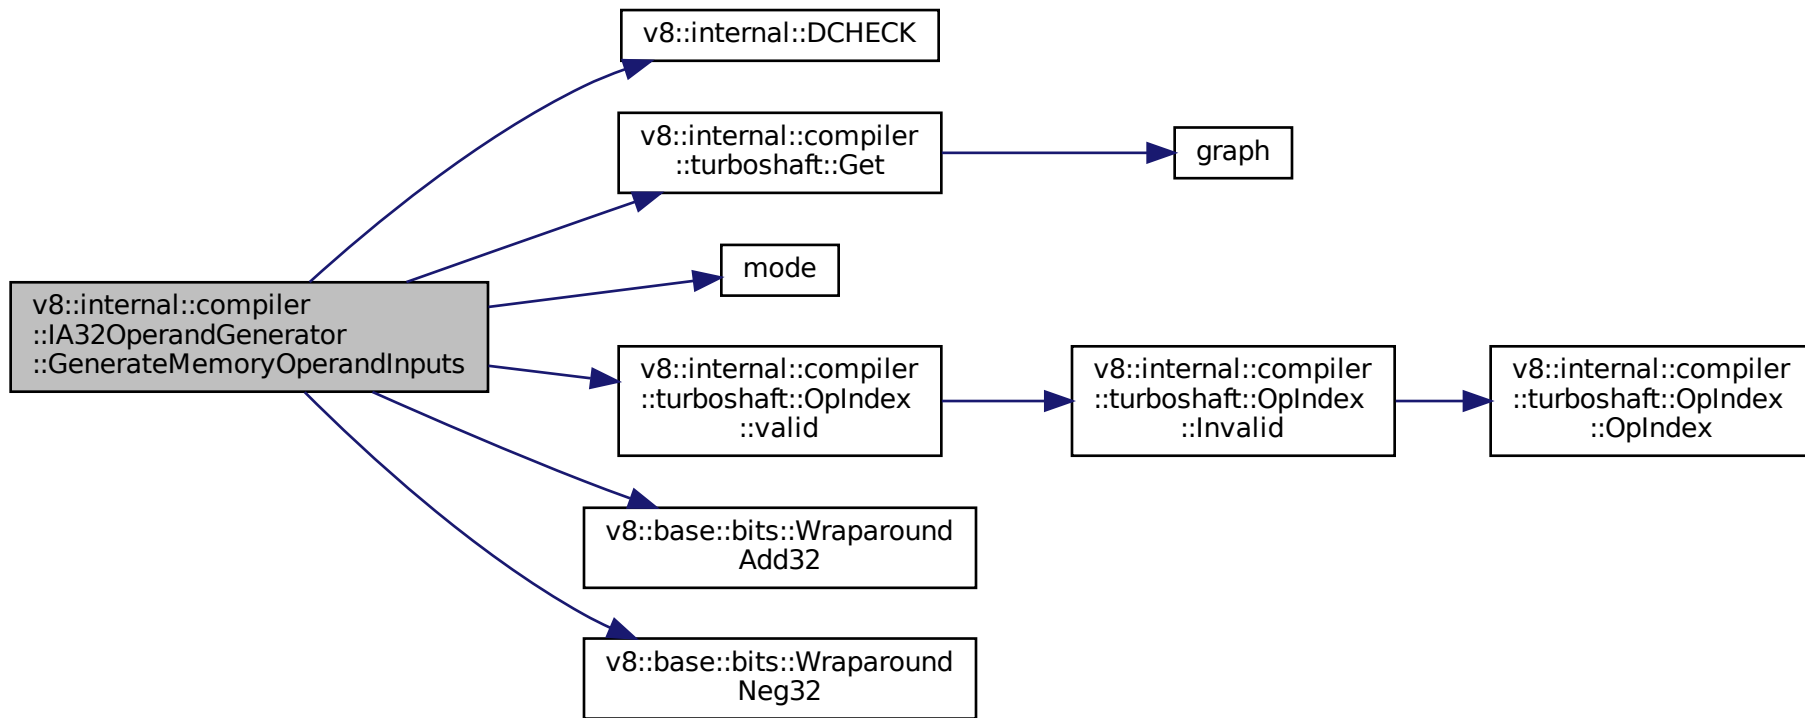 v8::internal::DCHECK
v8::internal::compiler
::turboshaft::Get
graph
mode
v8::internal::compiler
::IA32OperandGenerator
::GenerateMemoryOperandInputs
v8::internal::compiler
::turboshaft::OpIndex
::valid
v8::internal::compiler
::turboshaft::OpIndex
::Invalid
v8::internal::compiler
::turboshaft::OpIndex
::OpIndex
v8::base::bits::Wraparound
Add32
v8::base::bits::Wraparound
Neg32